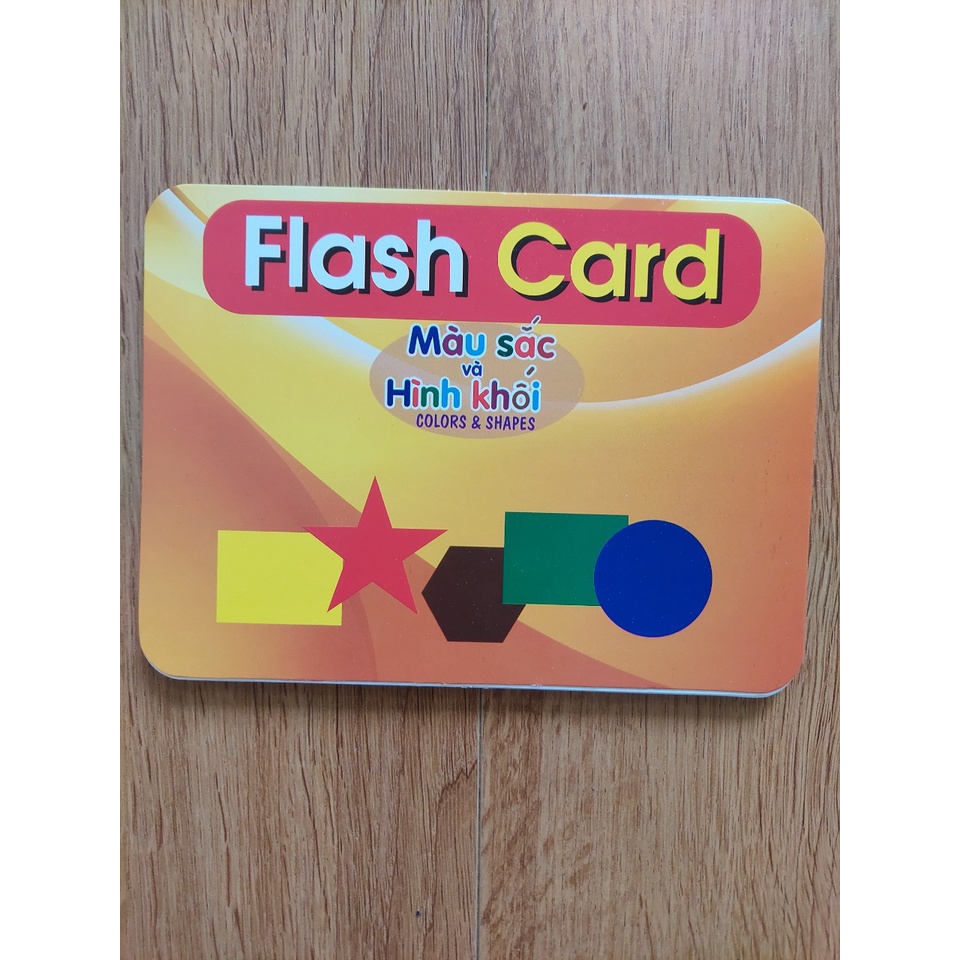 Flash Card
Màu sắc
và
Hình khối
COLORS & SHAPES